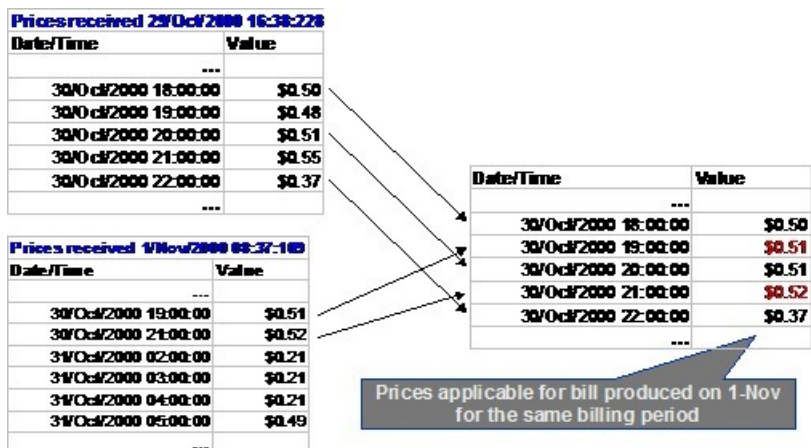 Prices received 29/Oct/2000 16:38:228
Date/Time Value
...
30/Oct/2000 18:00:00 $0.50
30/Oct/2000 19:00:00 $0.48
30/Oct/2000 20:00:00 $0.51
30/Oct/2000 21:00:00 $0.55
30/Oct/2000 22:00:00 $0.37
...
Prices received 1/Nov/2000 08:37:109
Date/Time Value
...
30/Oct/2000 19:00:00 $0.51
30/Oct/2000 21:00:00 $0.52
31/Oct/2000 02:00:00 $0.21
31/Oct/2000 03:00:00 $0.21
31/Oct/2000 04:00:00 $0.21
31/Oct/2000 05:00:00 $0.49
...
Date/Time Value
...
30/Oct/2000 18:00:00 $0.50
30/Oct/2000 19:00:00 $0.51
30/Oct/2000 20:00:00 $0.51
30/Oct/2000 21:00:00 $0.52
30/Oct/2000 22:00:00 $0.37
...
Prices applicable for bill produced on 1-Nov
for the same billing period